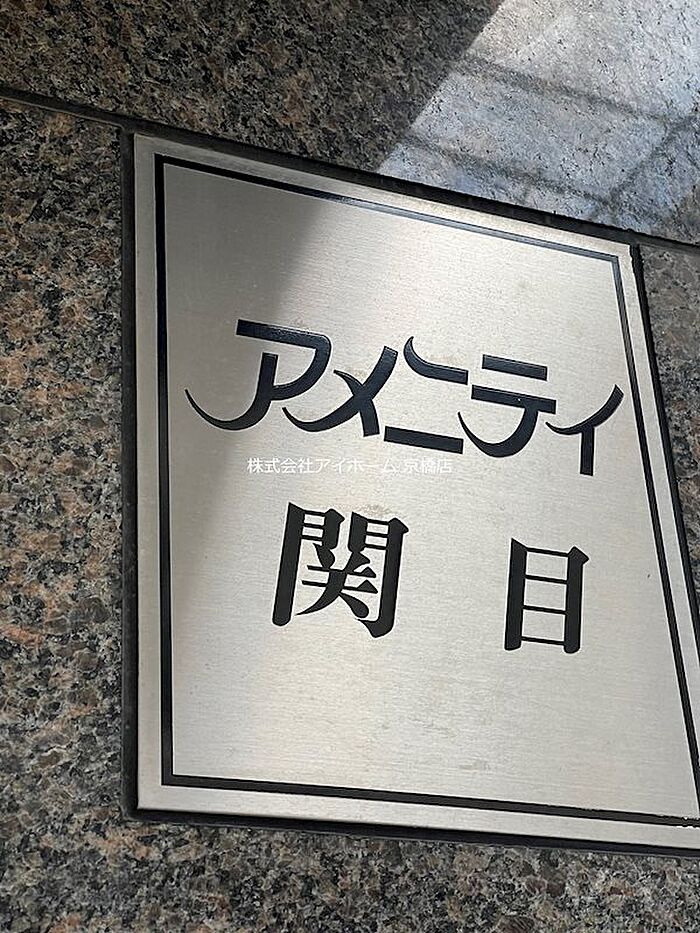 アメニティ
株式会社アイホーム 京橋店
関目